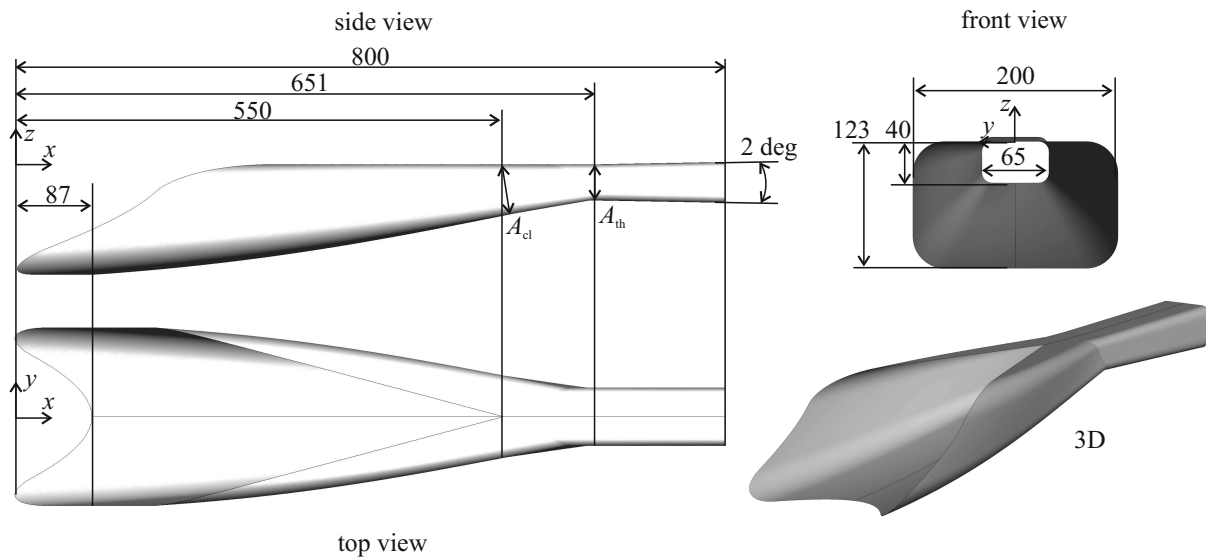 side view
front view
800
651
550
87
z
x
2 deg
A_cl
A_th
200
z
y
123
40
65
y
x
3D
top view